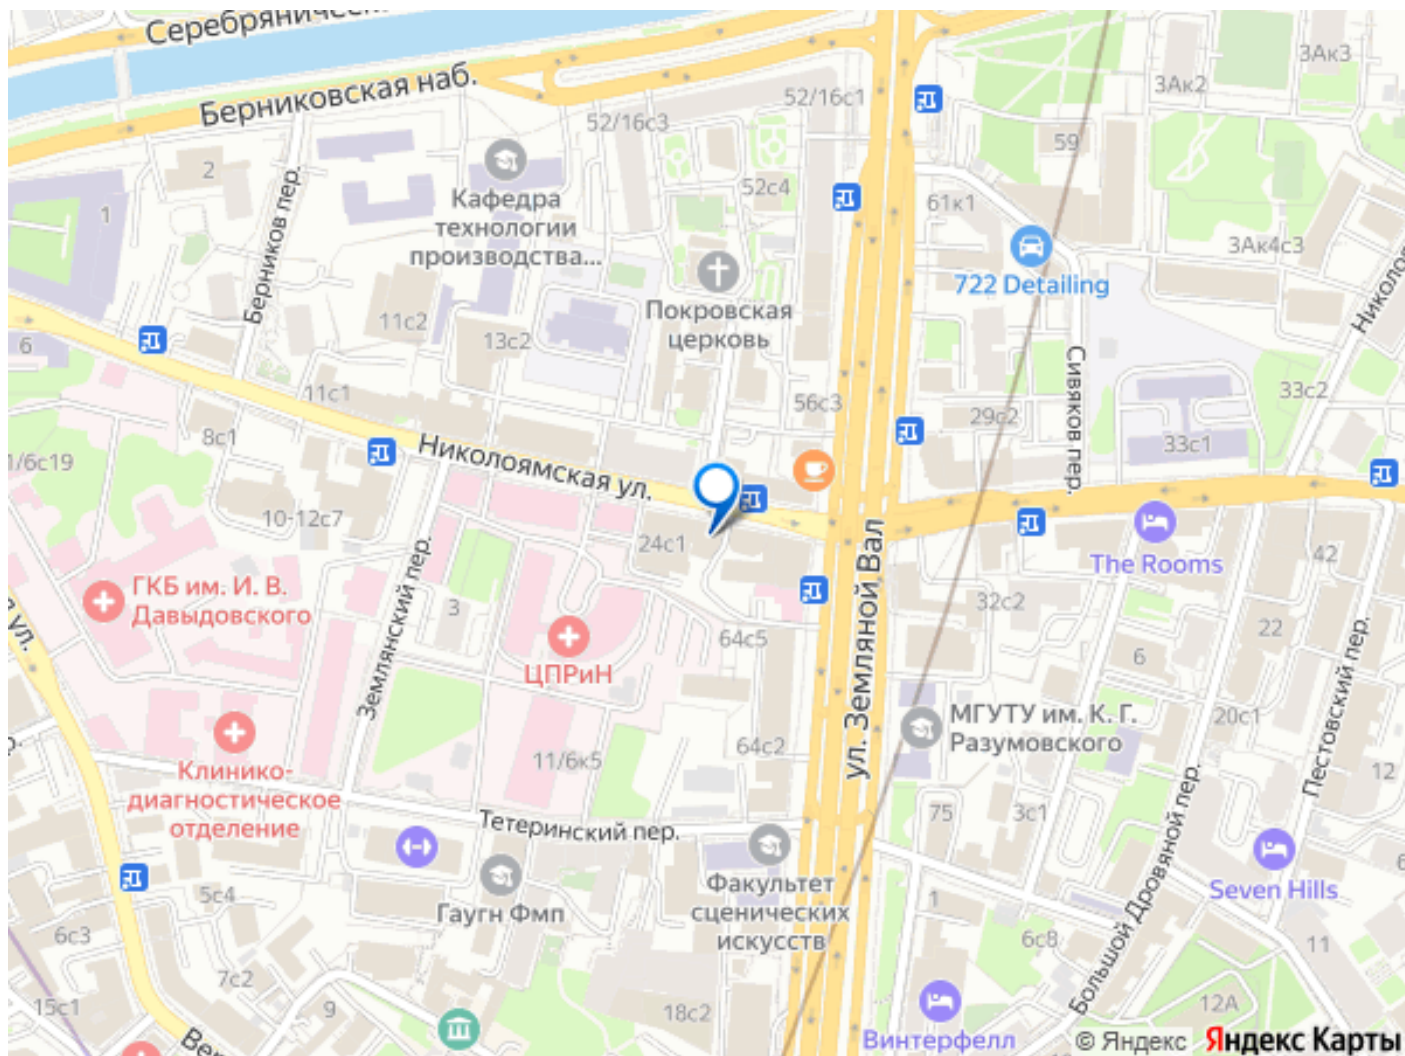 Серебряничес
Берниковская наб.
52/16с1
52/16с3
3Ак3
3Ак2
59
2
Кафедра
технологии
производства...
52с4
61к1
1
Берников пер.
3Ак4с3
722 Detailing
Покровская
церковь
Николо
11с2
13с2
6
Сивяков пер.
11с1
56с3
29с2
33с2
8с1
33с1
1/6с19
Николоямская ул.
10-12с7
24с1
The Rooms
42
ГКБ им. И. В.
Давыдовского
3
Землянский пер.
ул. Земляной Вал
32с2
22
64с5
6
ул.
ЦПРиН
МГУТУ им. К. Г.
Разумовского
20с1
Пестовский пер.
64с2
11/6к5
12
Клинико-
диагностическое
отделение
Тетеринский пер.
75
3с1
Большой Дровяной пер.
Seven Hills
5с4
Гаугн Фмп
Факультет
сценических
искусств
1
6с3
6с8
11
7с2
9
15с1
18с2
12А
Винтерфелл
© Яндекс Яндекс Карты